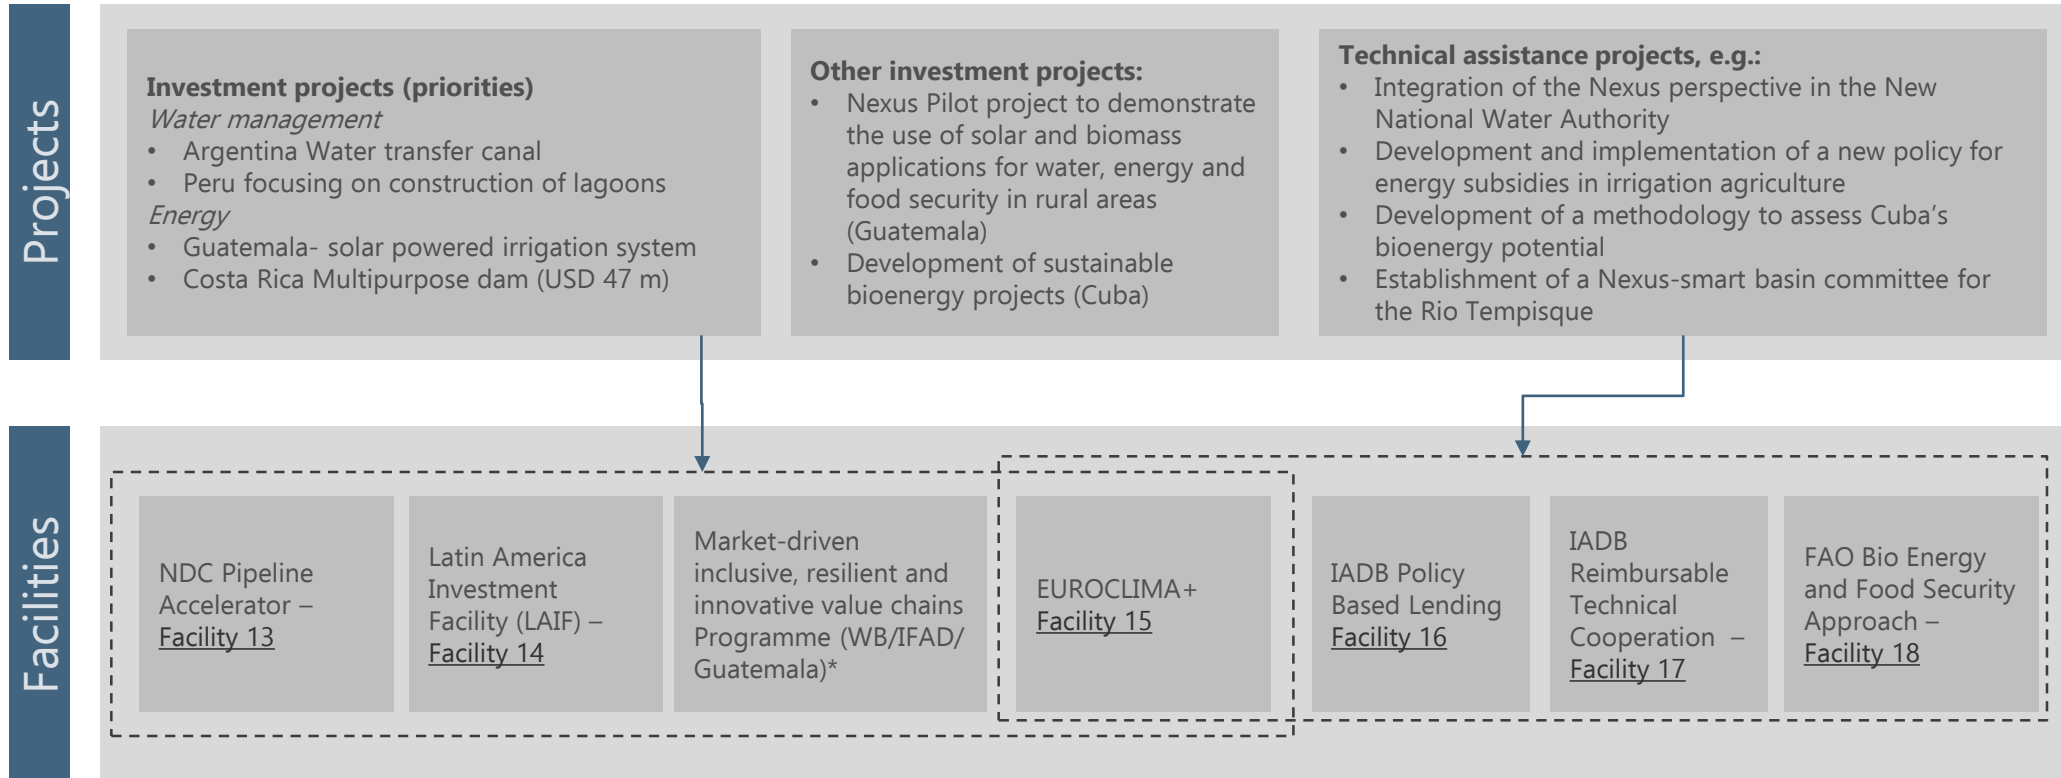 Projects
Investment projects (priorities)
Water management
• Argentina Water transfer canal
• Peru focusing on construction of lagoons
Energy
• Guatemala- solar powered irrigation system
• Costa Rica Multipurpose dam (USD 47 m)
Other investment projects:
• Nexus Pilot project to demonstrate
the use of solar and biomass
applications for water, energy and
food security in rural areas
(Guatemala)
• Development of sustainable
bioenergy projects (Cuba)
Technical assistance projects, e.g.:
• Integration of the Nexus perspective in the New
National Water Authority
• Development and implementation of a new policy for
energy subsidies in irrigation agriculture
• Development of a methodology to assess Cuba’s
bioenergy potential
• Establishment of a Nexus-smart basin committee for
the Rio Tempisque
Facilities
NDC Pipeline
Accelerator –
Facility 13
Latin America
Investment
Facility (LAIF) –
Facility 14
Market-driven
inclusive, resilient and
innovative value chains
Programme (WB/IFAD/
Guatemala)*
EUROCLIMA+
Facility 15
IADB Policy
Based Lending
Facility 16
IADB
Reimbursable
Technical
Cooperation –
Facility 17
FAO Bio Energy
and Food Security
Approach –
Facility 18